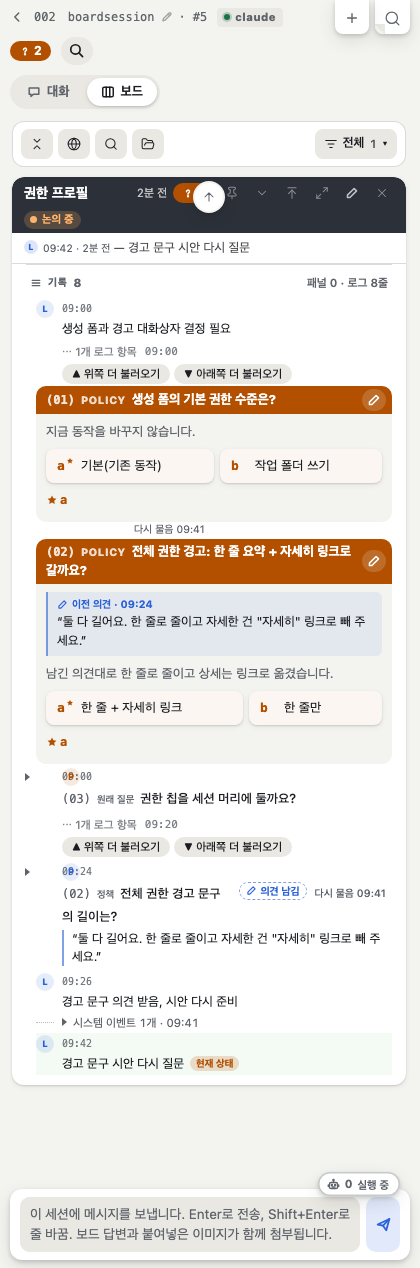 002 boardsession · #5 claude
? 2
대화 보드
전체 1
권한 프로필 2분 전 ?
논의 중
L 09:42 · 2분 전 — 경고 문구 시안 다시 질문
기록 8 패널 0 · 로그 8줄
L 09:00
생성 폼과 경고 대화상자 결정 필요
··· 1개 로그 항목 09:00
▲ 위쪽 더 불러오기 ▼ 아래쪽 더 불러오기
(01) POLICY 생성 폼의 기본 권한 수준은?
지금 동작을 바꾸지 않습니다.
a* 기본(기존 동작) b 작업 폴더 쓰기
★ a
다시 물음 09:41
(02) POLICY 전체 권한 경고: 한 줄 요약 + 자세히 링크로
갈까요?
이전 의견 · 09:24
“둘 다 길어요. 한 줄로 줄이고 자세한 건 "자세히" 링크로 빼 주
세요.”
남긴 의견대로 한 줄로 줄이고 상세는 링크로 옮겼습니다.
a* 한 줄 + 자세히 링크 b 한 줄만
★ a
:00
(03) 원래 질문 권한 칩을 세션 머리에 둘까요?
··· 1개 로그 항목 09:20
▲ 위쪽 더 불러오기 ▼ 아래쪽 더 불러오기
:24
(02) 정책 전체 권한 경고 문구 의견 남김 다시 물음 09:41
의 길이는?
“둘 다 길어요. 한 줄로 줄이고 자세한 건 "자세히" 링크로 빼 주
세요.”
L 09:26
경고 문구 의견 받음, 시안 다시 준비
시스템 이벤트 1개 · 09:41
L 09:42
경고 문구 시안 다시 질문 현재 상태
0 실행 중
이 세션에 메시지를 보냅니다. Enter로 전송, Shift+Enter로
줄 바꿈. 보드 답변과 붙여넣은 이미지가 함께 첨부됩니다.